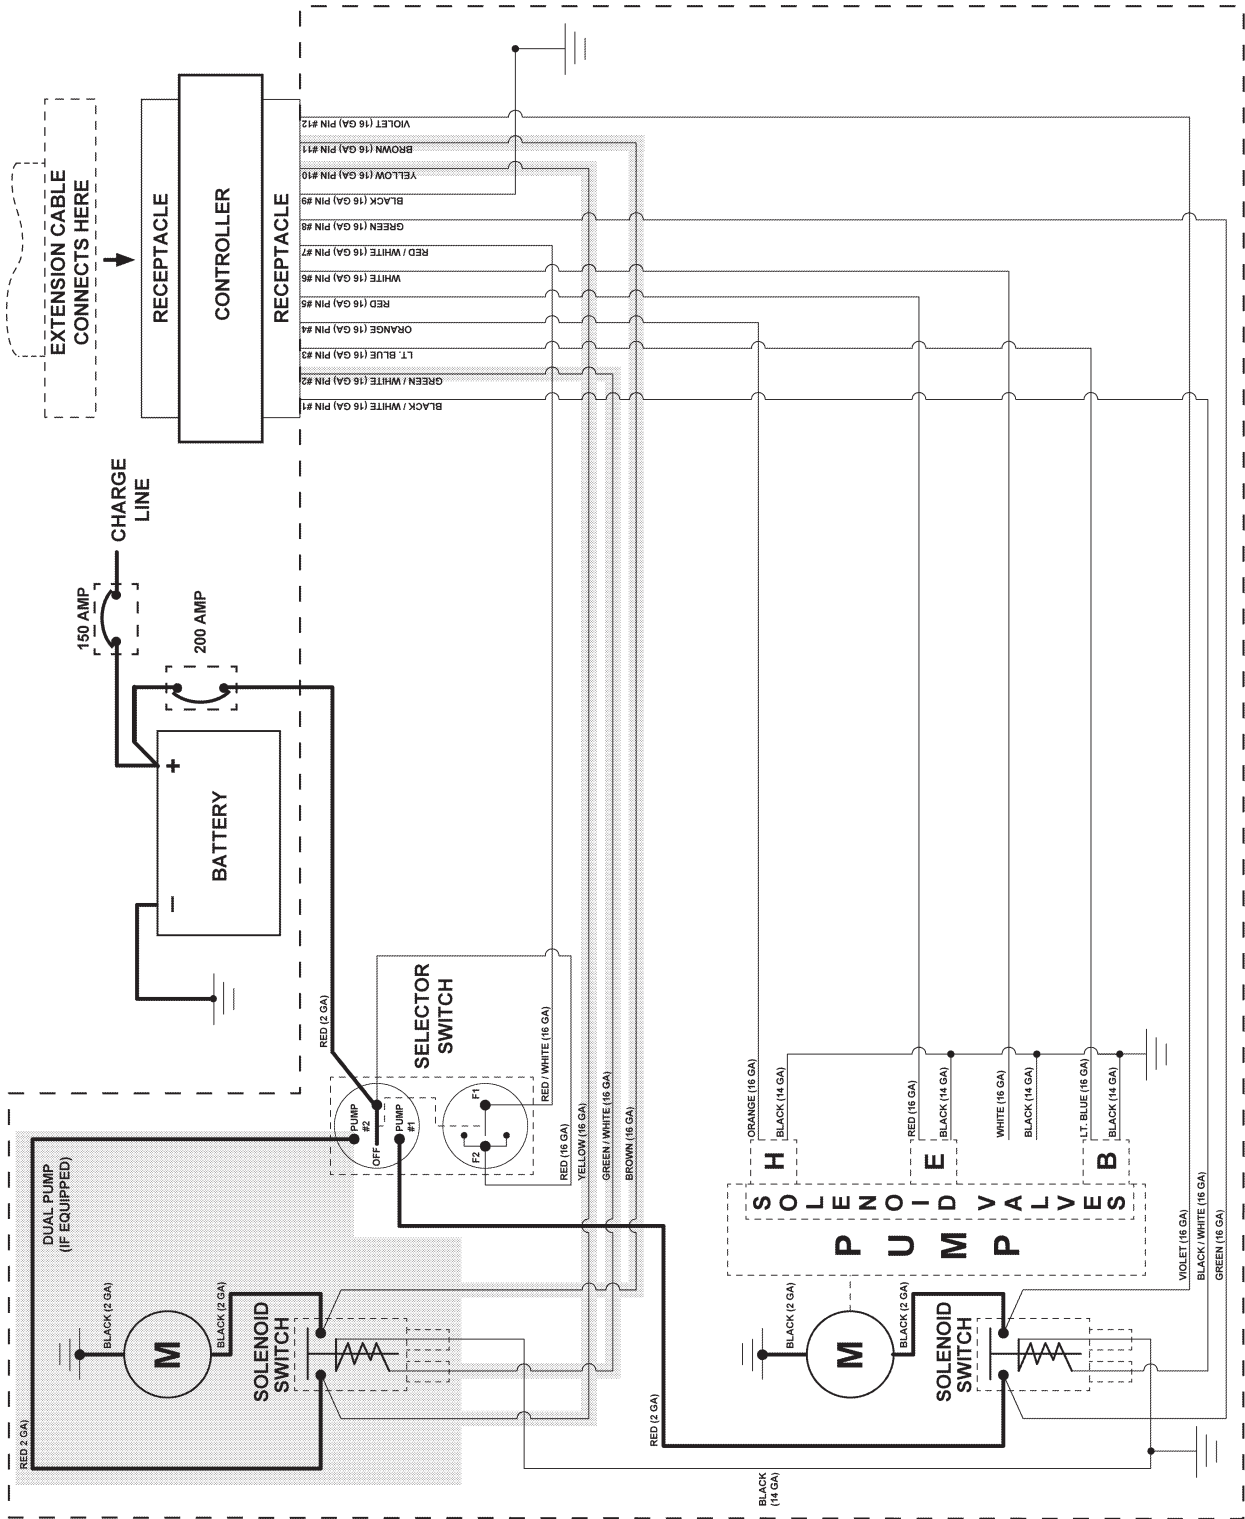 EXTENSION CABLE
CONNECTS HERE
RECEPTACLE
CONTROLLER
RECEPTACLE
VIOLET (16 GA) PIN #12
BROWN (16 GA) PIN #11
YELLOW (16 GA) PIN #10
BLACK (16 GA) PIN #9
GREEN (16 GA) PIN #8
RED / WHITE (16 GA) PIN #7
WHITE (16 GA) PIN #6
RED (16 GA) PIN #5
ORANGE (16 GA) PIN #4
LT. BLUE (16 GA) PIN #3
GREEN / WHITE (16 GA) PIN #2
BLACK / WHITE (16 GA) PIN #1
CHARGE
LINE
150 AMP
200 AMP
+
−
BATTERY
RED (2 GA)
SELECTOR
SWITCH
PUMP
#2
OFF
PUMP
#1
F1
F2
RED / WHITE (16 GA)
RED (16 GA)
YELLOW (16 GA)
GREEN / WHITE (16 GA)
BROWN (16 GA)
ORANGE (16 GA)
BLACK (14 GA)
RED (16 GA)
BLACK (14 GA)
WHITE (16 GA)
BLACK (14 GA)
LT. BLUE (16 GA)
BLACK (14 GA)
H
E
B
SOLENOID VALVES
PUMP
DUAL PUMP
(IF EQUIPPED)
BLACK (2 GA)
M
BLACK (2 GA)
SOLENOID
SWITCH
RED 2 GA)
BLACK (2 GA)
M
BLACK (2 GA)
SOLENOID
SWITCH
VIOLET (16 GA)
BLACK / WHITE (16 GA)
GREEN (16 GA)
RED (2 GA)
BLACK
(14 GA)